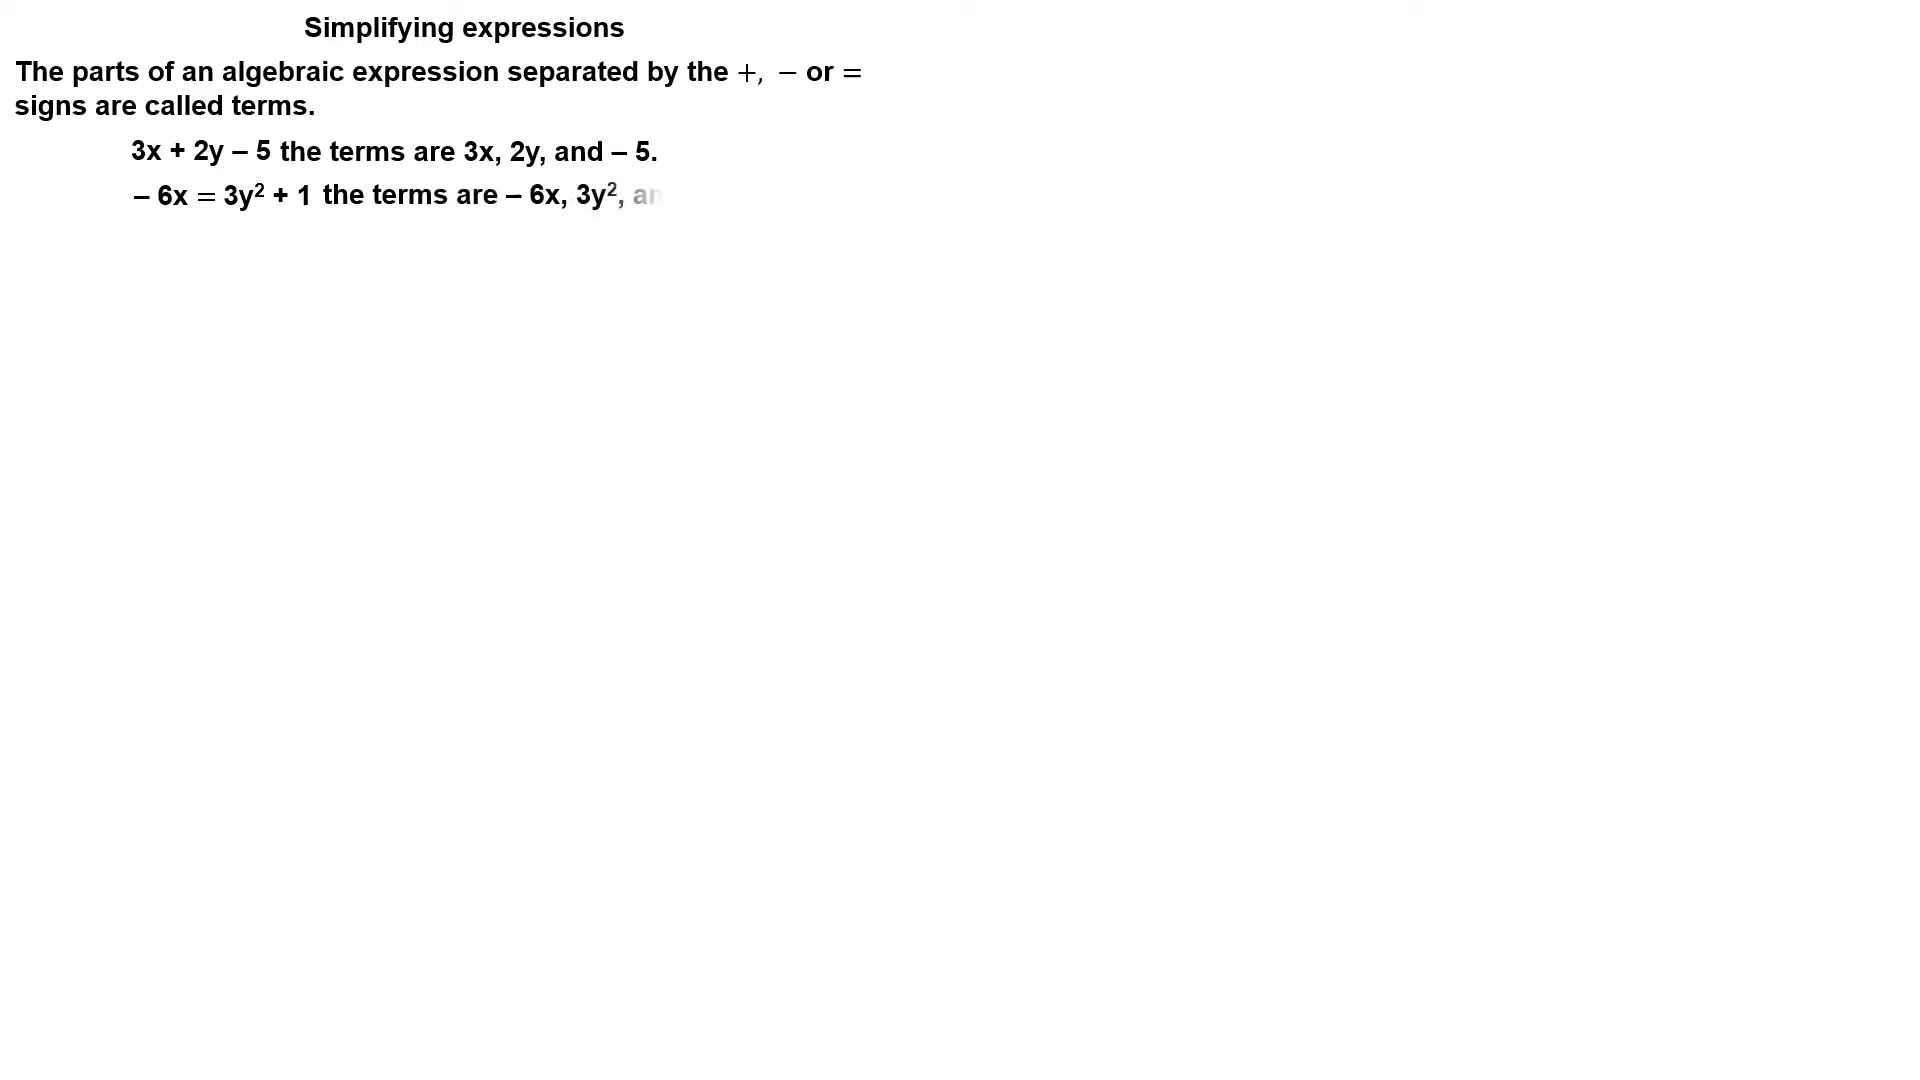 Simplifying expressions
The parts of an algebraic expression separated by the +, − or =
signs are called terms.
3x + 2y – 5 the terms are 3x, 2y, and – 5.
– 6x = 3y² + 1 the terms are – 6x, 3y²,